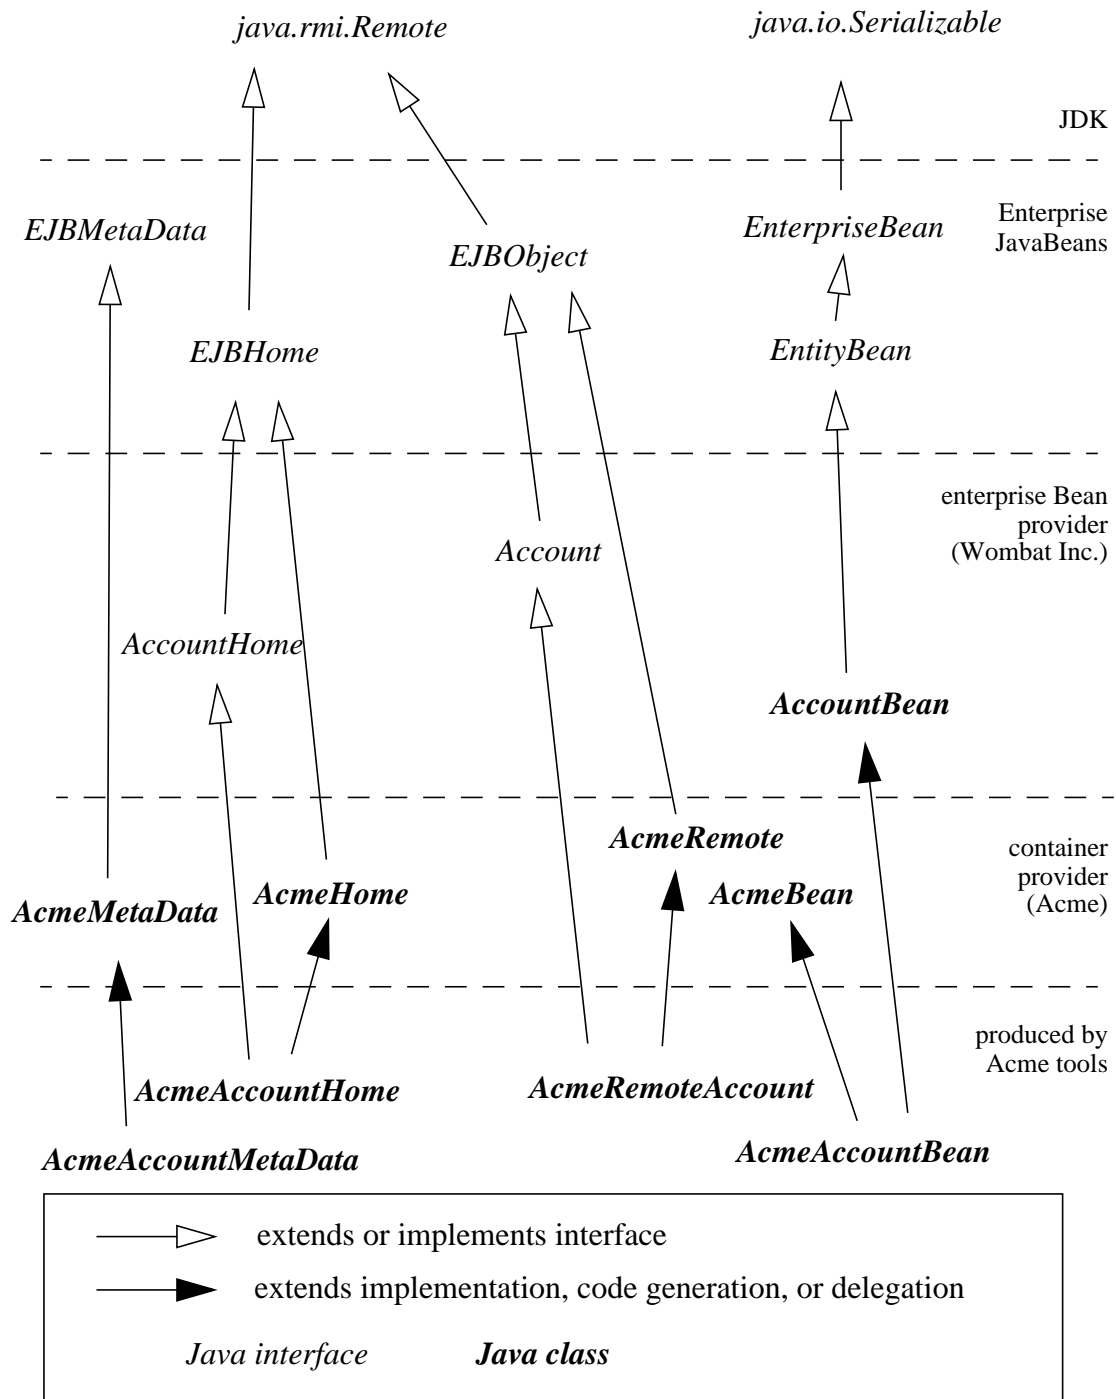 java.rmi.Remote
java.io.Serializable
JDK
EJBMetaData
EJBObject
EnterpriseBean
Enterprise
JavaBeans
EJBHome
EntityBean
enterprise Bean
provider
(Wombat Inc.)
Account
AccountHome
AccountBean
AcmeRemote
container
provider
(Acme)
AcmeMetaData
AcmeHome
AcmeBean
produced by
Acme tools
AcmeAccountHome
AcmeRemoteAccount
AcmeAccountMetaData
AcmeAccountBean
extends or implements interface
extends implementation, code generation, or delegation
Java interface
Java class